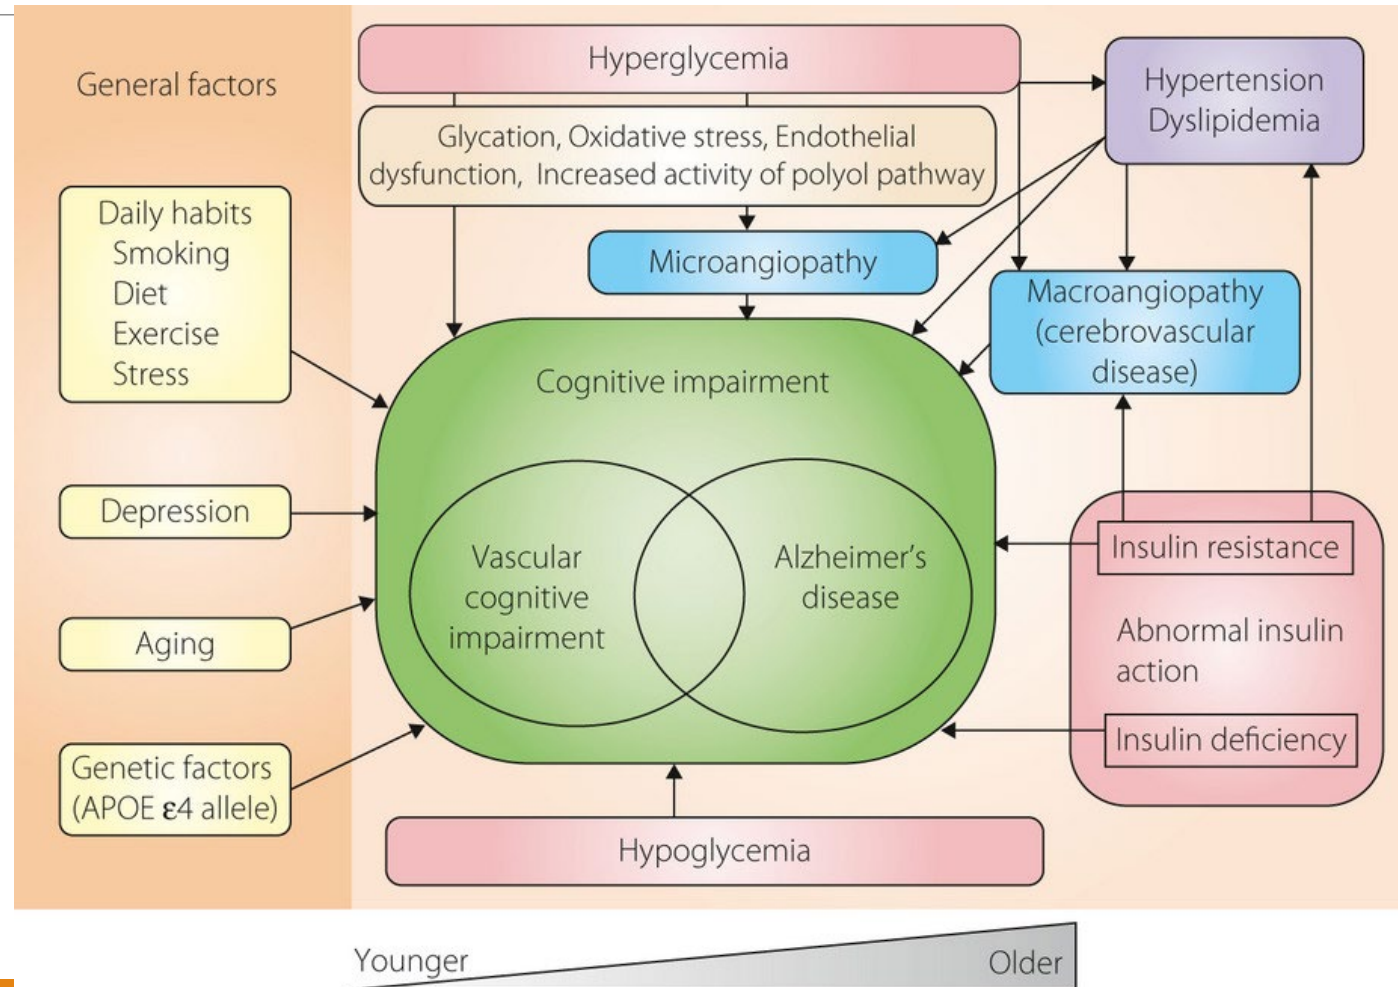 General factors
Daily habits
Smoking
Diet
Exercise
Stress
Depression
Aging
Genetic factors
(APOE ε4 allele)
Hyperglycemia
Glycation, Oxidative stress, Endothelial
dysfunction, Increased activity of polyol pathway
Microangiopathy
Hypertension
Dyslipidemia
Macroangiopathy
(cerebrovascular
disease)
Cognitive impairment
Vascular
cognitive
impairment
Alzheimer’s
disease
Insulin resistance
Abnormal insulin
action
Insulin deficiency
Hypoglycemia
Younger
Older